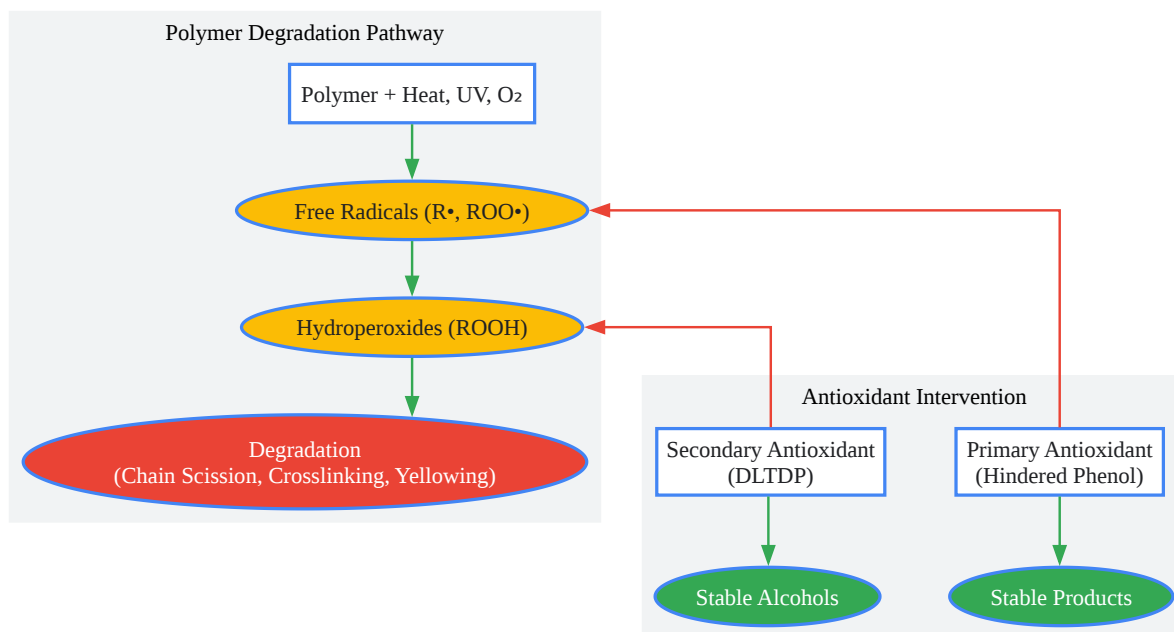 Polymer Degradation Pathway
Polymer + Heat, UV, O₂
Free Radicals (R•, ROO•)
Hydroperoxides (ROOH)
Degradation
(Chain Scission, Crosslinking, Yellowing)
Antioxidant Intervention
Secondary Antioxidant
(DLTDP)
Primary Antioxidant
(Hindered Phenol)
Stable Alcohols
Stable Products